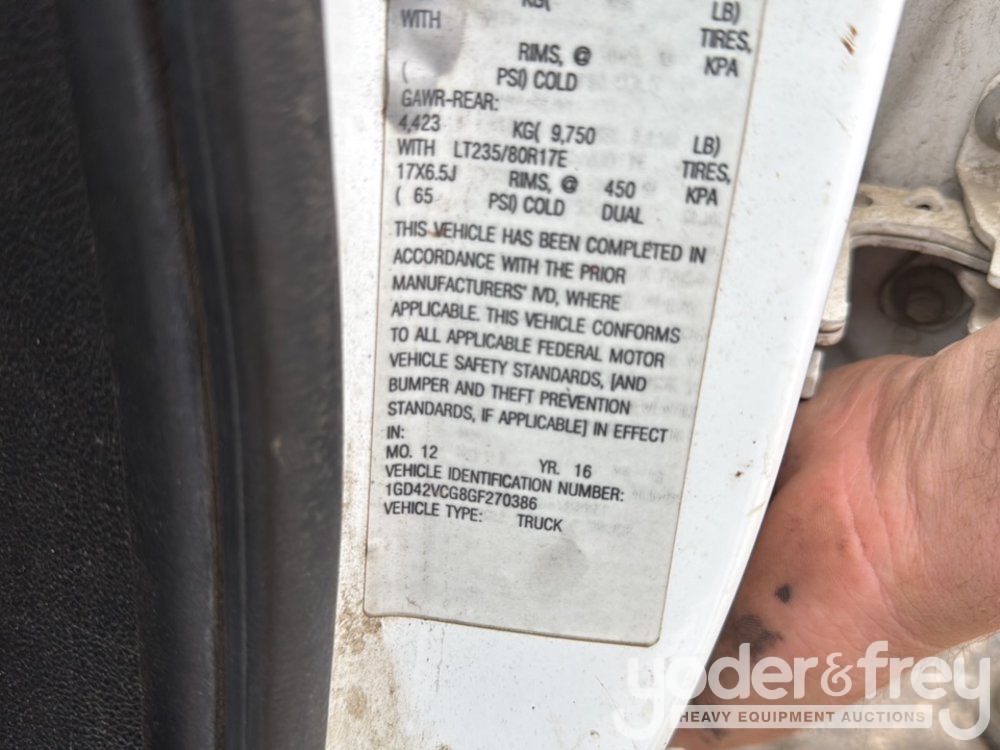 KG( LB)
WITH TIRES,
RIMS, @ KPA
( PSI) COLD
GAWR-REAR:
4,423 KG( 9,750 LB)
WITH LT235/80R17E TIRES,
17X6.5J RIMS, @ 450 KPA
( 65 PSI) COLD DUAL
THIS VEHICLE HAS BEEN COMPLETED IN
ACCORDANCE WITH THE PRIOR
MANUFACTURERS' IVD, WHERE
APPLICABLE. THIS VEHICLE CONFORMS
TO ALL APPLICABLE FEDERAL MOTOR
VEHICLE SAFETY STANDARDS, [AND
BUMPER AND THEFT PREVENTION
STANDARDS, IF APPLICABLE] IN EFFECT
IN:
MO. 12 YR. 16
VEHICLE IDENTIFICATION NUMBER:
1GD42VCG8GF270386
VEHICLE TYPE: TRUCK
yoder&frey
HEAVY EQUIPMENT AUCTIONS